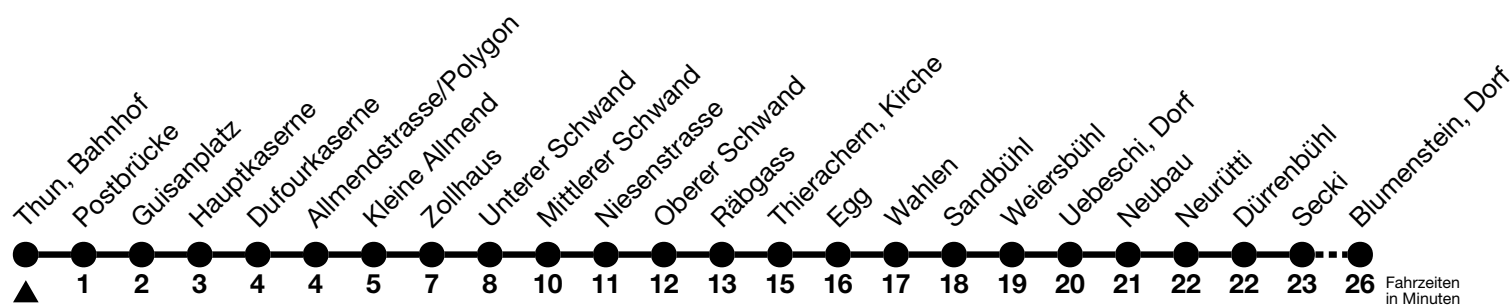 Thun, Bahnhof
Postbrücke
Guisanplatz
Hauptkaserne
Dufourkaserne
Allmendstrasse/Polygon
Kleine Allmend
Zollhaus
Unterer Schwand
Mittlerer Schwand
Niesenstrasse
Oberer Schwand
Räbgass
Thierachern, Kirche
Egg
Wahlen
Sandbühl
Weiersbühl
Uebeschi, Dorf
Neubau
Neurütti
Dürrenbühl
Secki
Blumenstein, Dorf
1 2 3 4 4 5 7 8 10 11 12 13 15 16 17 18 19 20 21 22 22 23 26 Fahrzeiten
in Minuten